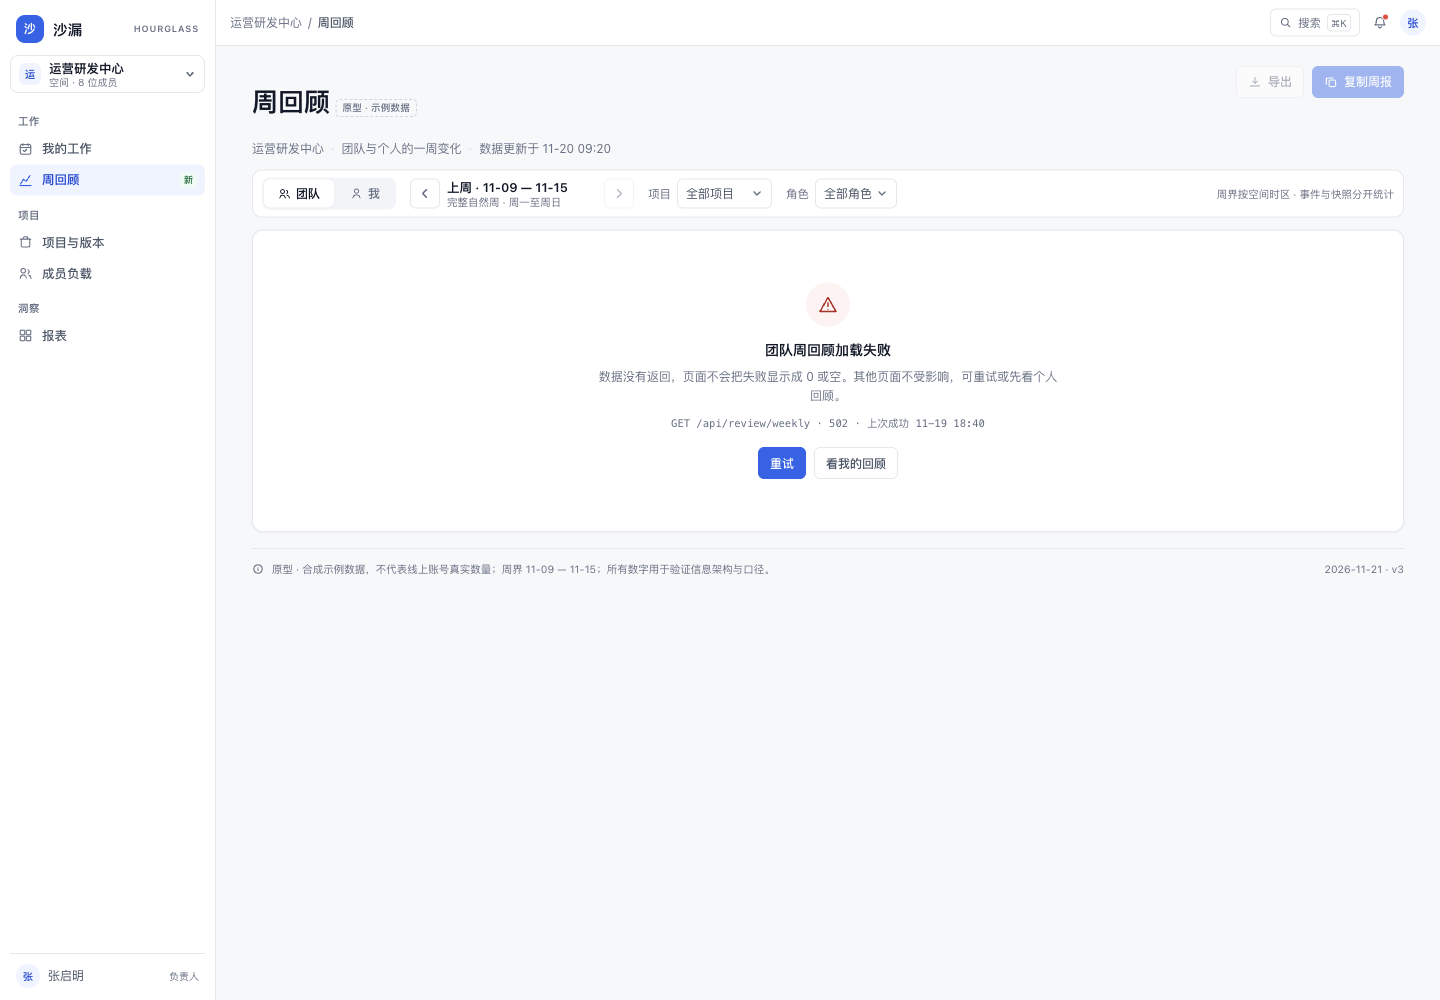 沙 沙漏 HOURGLASS
运 运营研发中心
空间 · 8 位成员
工作
我的工作
周回顾 新
项目
项目与版本
成员负载
洞察
报表
张 张启明 负责人
运营研发中心 / 周回顾
搜索 ⌘K 张
周回顾 原型 · 示例数据
导出 复制周报
运营研发中心 · 团队与个人的一周变化 · 数据更新于 11-20 09:20
团队 我
上周 · 11-09 — 11-15
完整自然周 · 周一至周日
项目 全部项目 角色 全部角色
周界按空间时区 · 事件与快照分开统计
团队周回顾加载失败
数据没有返回，页面不会把失败显示成 0 或空。其他页面不受影响，可重试或先看个人
回顾。
GET /api/review/weekly · 502 · 上次成功 11-19 18:40
重试 看我的回顾
原型 · 合成示例数据，不代表线上账号真实数量；周界 11-09 — 11-15；所有数字用于验证信息架构与口径。
2026-11-21 · v3